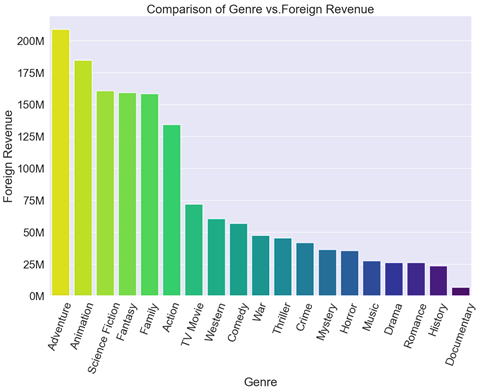 Comparison of Genre vs.Foreign Revenue
Foreign Revenue
200M
175M
150M
125M
100M
75M
50M
25M
0M
Adventure
Animation
Science Fiction
Fantasy
Family
Action
TV Movie
Western
Comedy
War
Thriller
Crime
Mystery
Horror
Music
Drama
Romance
History
Documentary
Genre